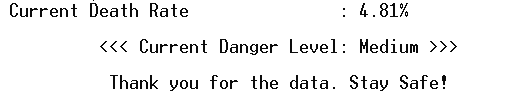 Current Death Rate : 4.81%
<<< Current Danger Level: Medium >>>
Thank you for the data. Stay Safe!